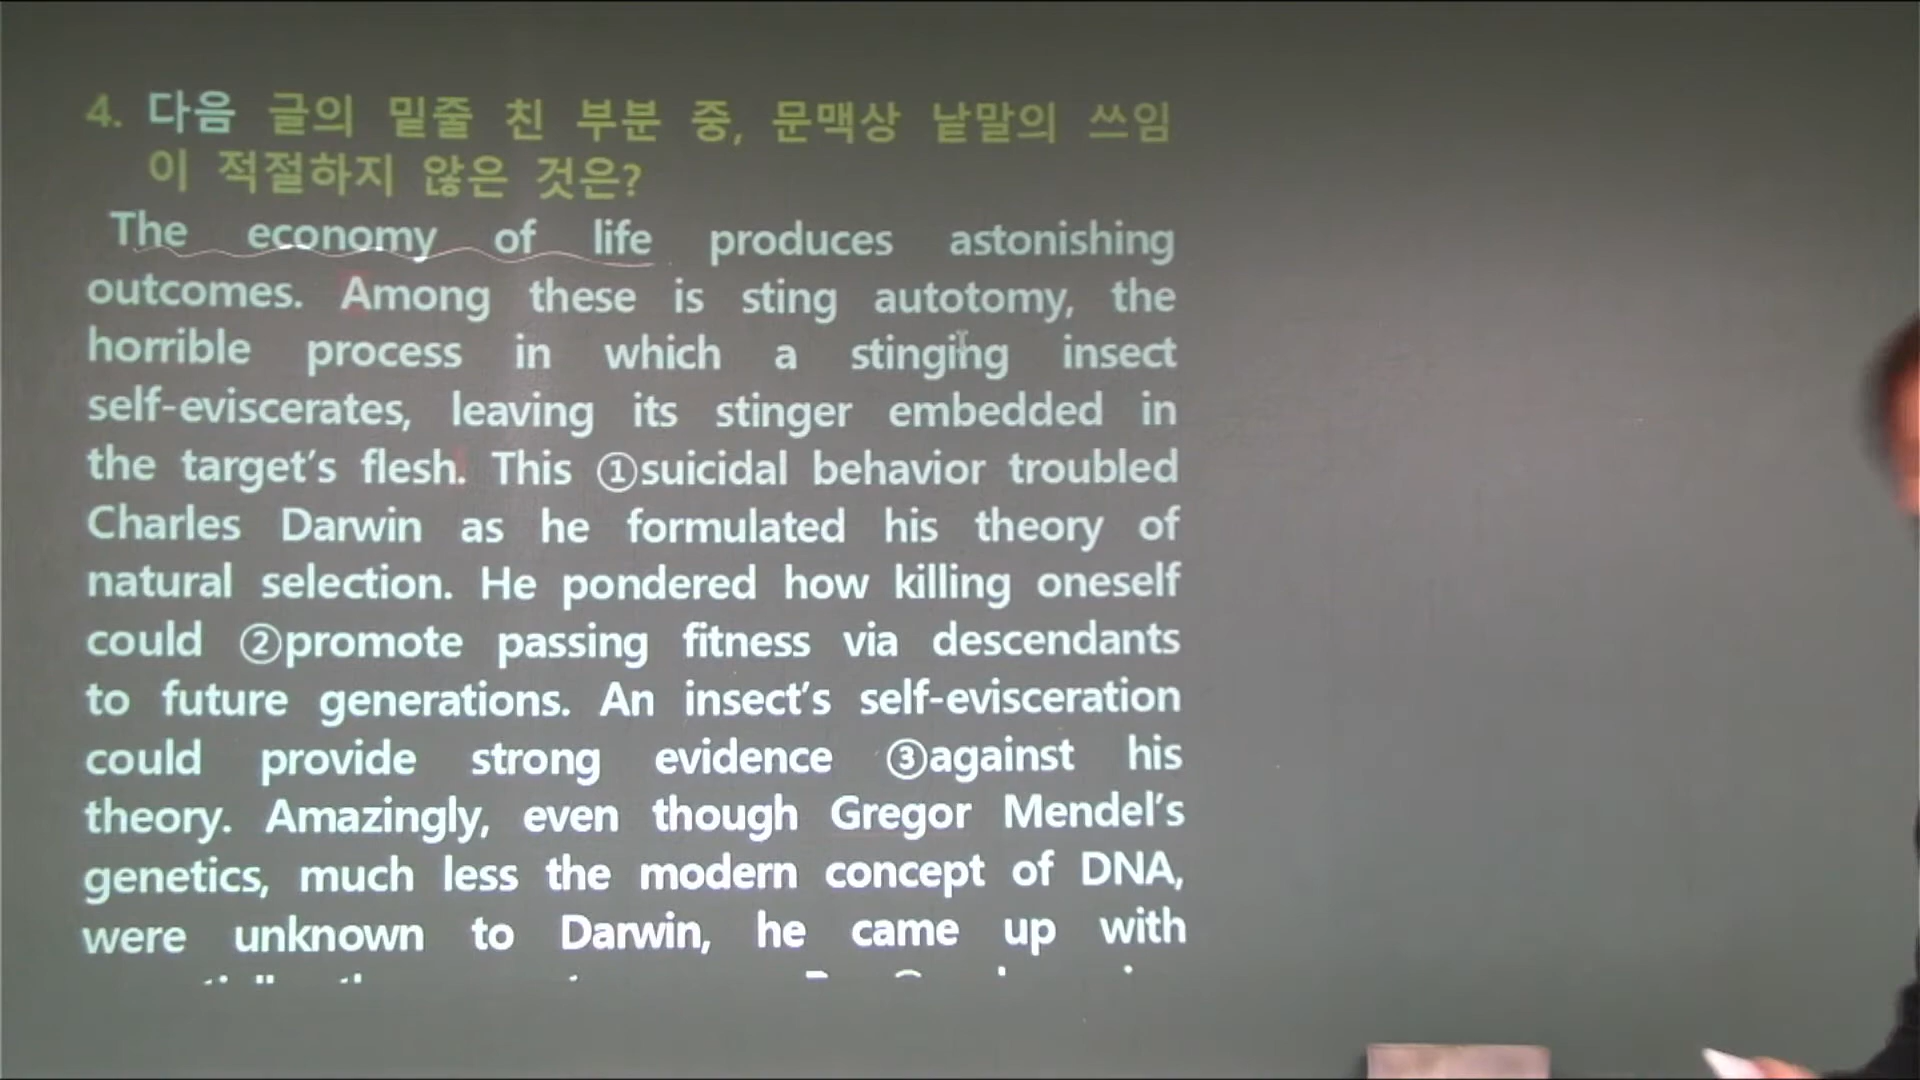 4. 다음 글의 밑줄 친 부분 중, 문맥상 낱말의 쓰임
이 적절하지 않은 것은?
The economy of life produces astonishing
outcomes. Among these is sting autotomy, the
horrible process in which a stinging insect
self-eviscerates, leaving its stinger embedded in
the target's flesh. This ①suicidal behavior troubled
Charles Darwin as he formulated his theory of
natural selection. He pondered how killing oneself
could ②promote passing fitness via descendants
to future generations. An insect's self-evisceration
could provide strong evidence ③against his
theory. Amazingly, even though Gregor Mendel's
genetics, much less the modern concept of DNA,
were unknown to Darwin, he came up with